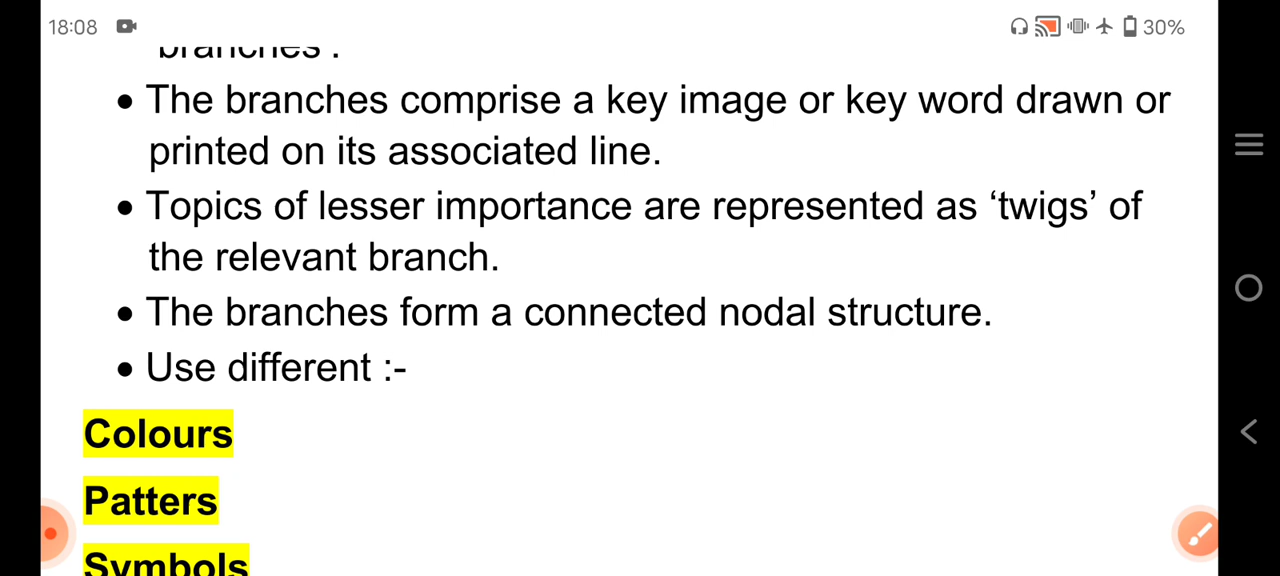 18:08
30%
branches :
• The branches comprise a key image or key word drawn or
printed on its associated line.
• Topics of lesser importance are represented as ‘twigs’ of
the relevant branch.
• The branches form a connected nodal structure.
• Use different :-
Colours
Patters
Symbols